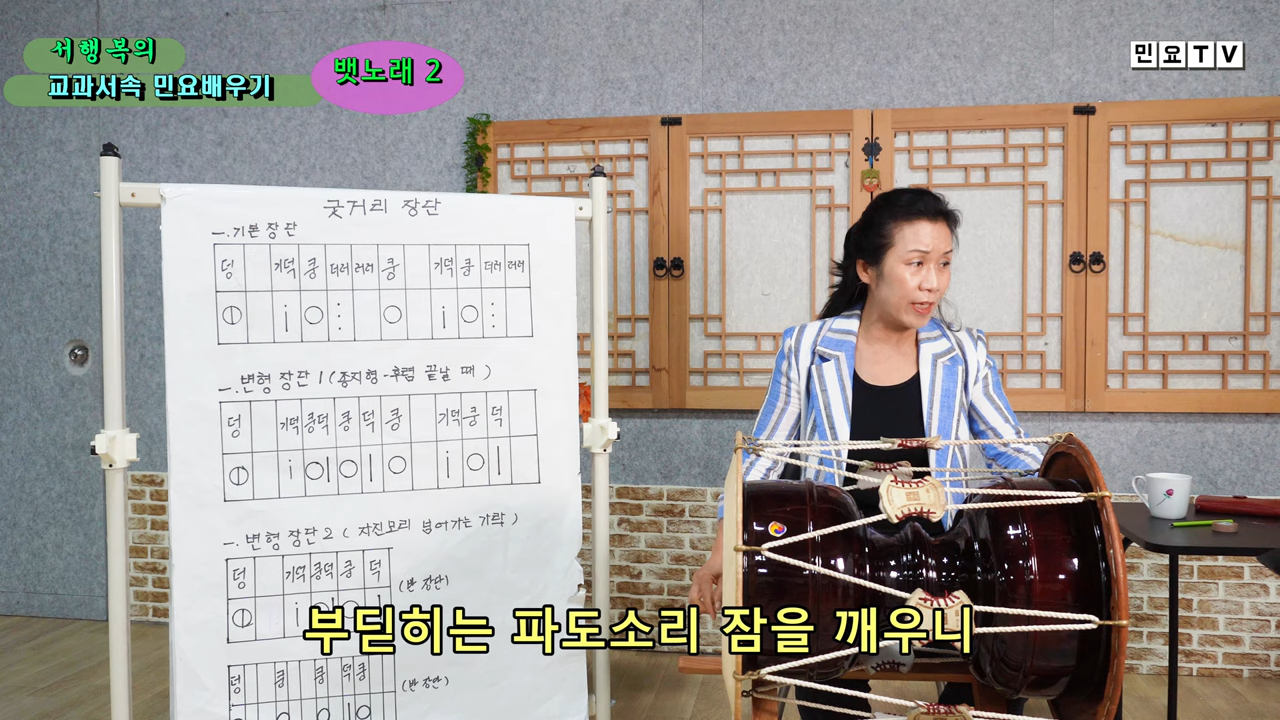 서행복의
교과서속 민요배우기
뱃노래 2
민요TV
굿거리 장단
一. 기본 장단
덩 기덕 쿵 더러 러러 쿵 기덕 쿵 더러 러러
一. 변형 장단 1 (종지형 - 후렴 끝날 때)
덩 기덕 쿵덕 쿵 덕 쿵 기덕 쿵 덕
一. 변형 장단 2 ( 자진모리 넘어가는 가락 )
덩 기덕 쿵덕 쿵 덕
(반 장단)
덩 쿵 쿵 덕쿵
(반 장단)
부딛히는 파도소리 잠을 깨우니